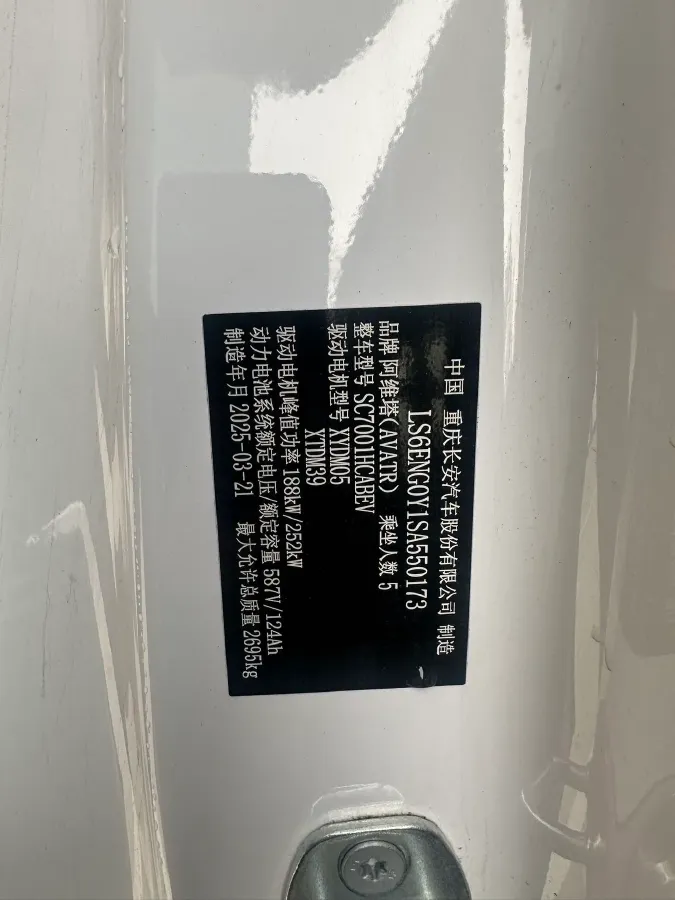 中国 重庆长安汽车股份有限公司 制造
LS6ENG0Y1SA550173
品牌 阿维塔(AVATR) 乘坐人数 5
整车型号 SC7001HCABEV
驱动电机型号 XYDM05
XTDM39
驱动电机峰值功率 188kW/252kW
动力电池系统额定电压/额定容量 587V/124Ah
制造年月 2025-03-21 最大允许总质量 2695kg